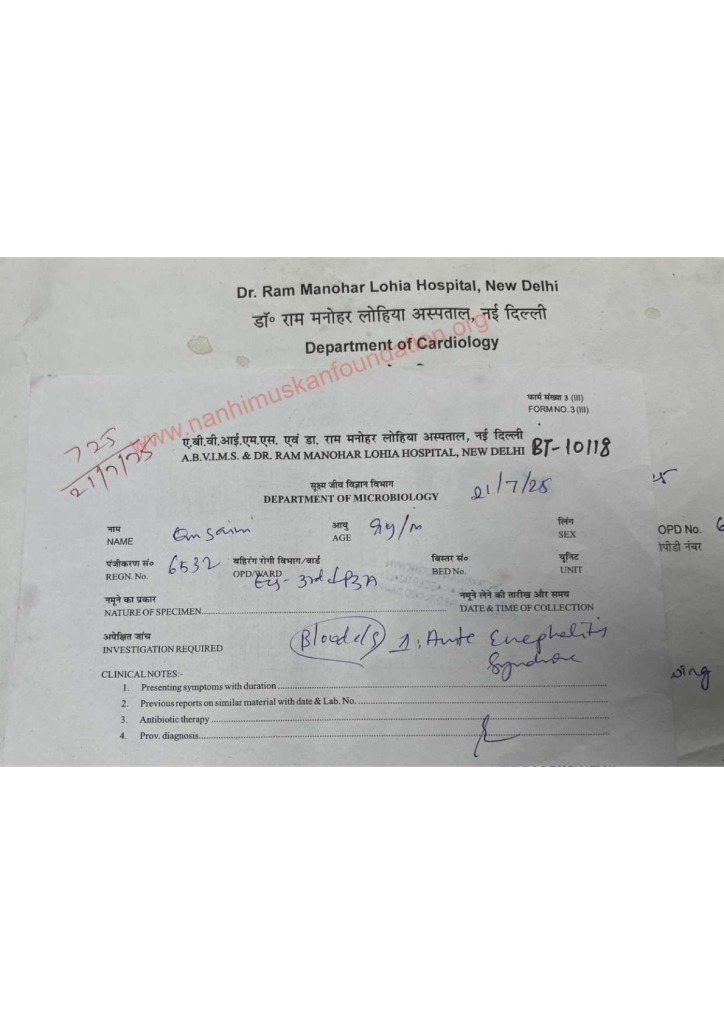 Dr. Ram Manohar Lohia Hospital, New Delhi
डॉ० राम मनोहर लोहिया अस्पताल, नई दिल्ली
Department of Cardiology
www.nanhimuskanfoundation.org
फार्म संख्या 3 (III)
FORM NO. 3 (III)
725
21/7/25
ए.बी.वी.आई.एम.एस. एवं डा. राम मनोहर लोहिया अस्पताल, नई दिल्ली
A.B.V.I.M.S. & DR. RAM MANOHAR LOHIA HOSPITAL, NEW DELHI BT-10118
सूक्ष्म जीव विज्ञान विभाग
DEPARTMENT OF MICROBIOLOGY 21/7/25
नाम आयु लिंग
NAME AGE SEX
OPD No. 6
ओपीडी नंबर
पंजीकरण सं० 6532 बहिरंग रोगी विभाग/वार्ड बिस्तर सं० यूनिट
REGN. No. OPD/WARD 3rd BED No. UNIT
नमूने का प्रकार नमूने लेने की तारीख और समय
NATURE OF SPECIMEN DATE & TIME OF COLLECTION
अपेक्षित जांच Blood c/s 1. Acute Encephalitis
INVESTIGATION REQUIRED Syndrome
wing
CLINICAL NOTES:-
1. Presenting symptoms with duration
2. Previous reports on similar material with date & Lab. No.
3. Antibiotic therapy
4. Prov. diagnosis